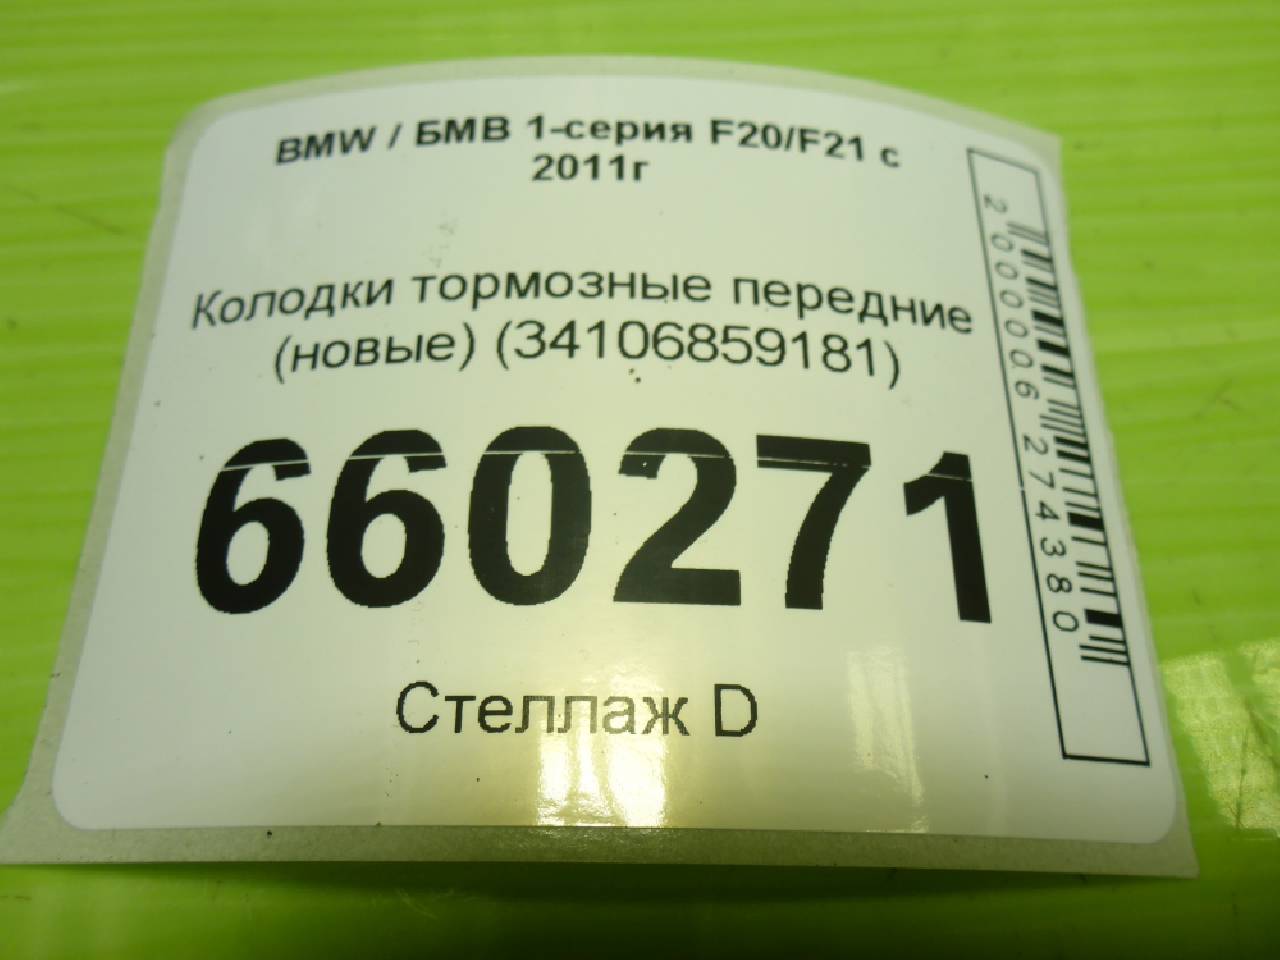 BMW / БМВ 1-серия F20/F21 с
2011г
Колодки тормозные передние
(новые) (34106859181)
660271
Стеллаж D
2000006274380